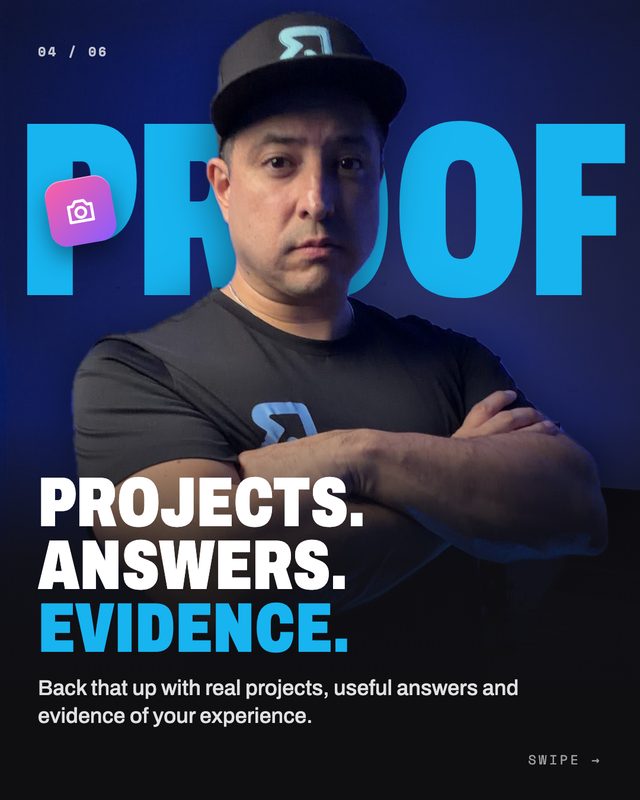 04 / 06
PROOF
PROJECTS.
ANSWERS.
EVIDENCE.
Back that up with real projects, useful answers and
evidence of your experience.
SWIPE →